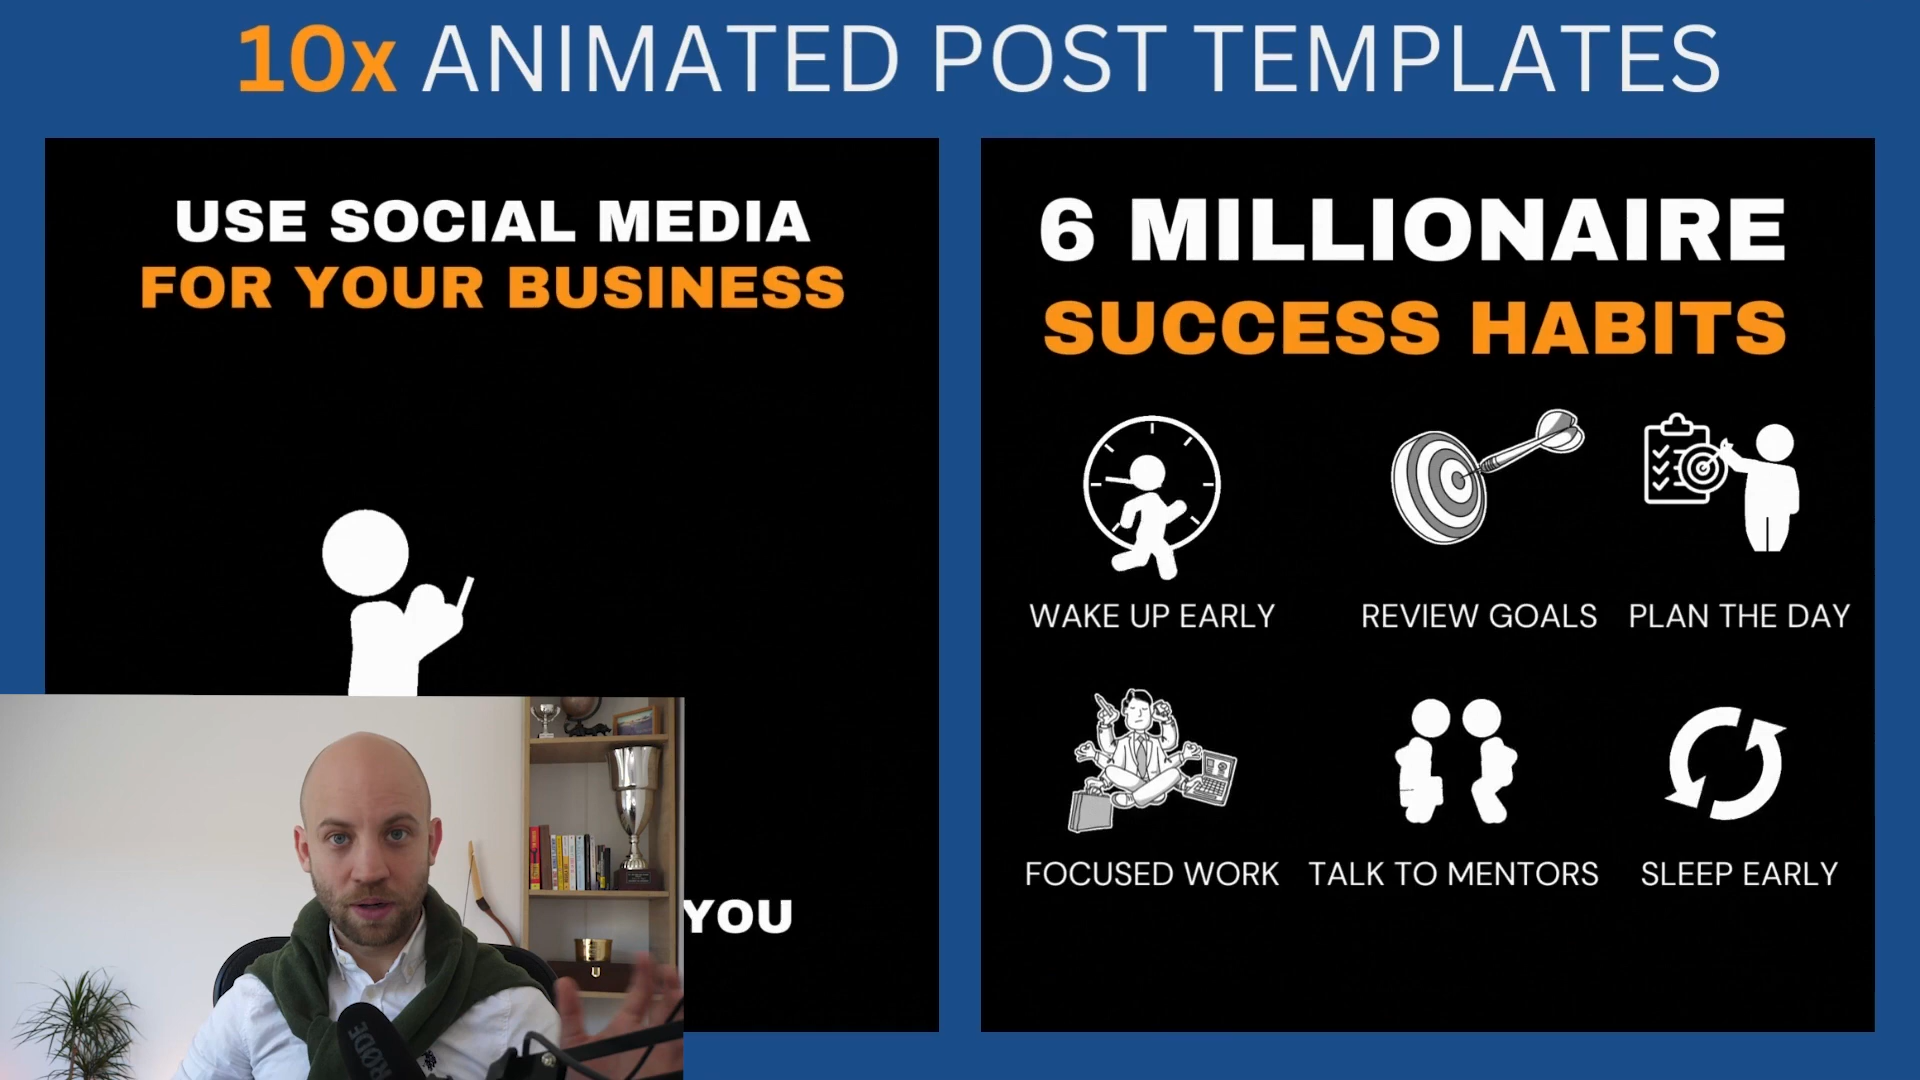 10x ANIMATED POST TEMPLATES
USE SOCIAL MEDIA
FOR YOUR BUSINESS
YOU
6 MILLIONAIRE
SUCCESS HABITS
WAKE UP EARLY
REVIEW GOALS
PLAN THE DAY
FOCUSED WORK
TALK TO MENTORS
SLEEP EARLY
RØDE